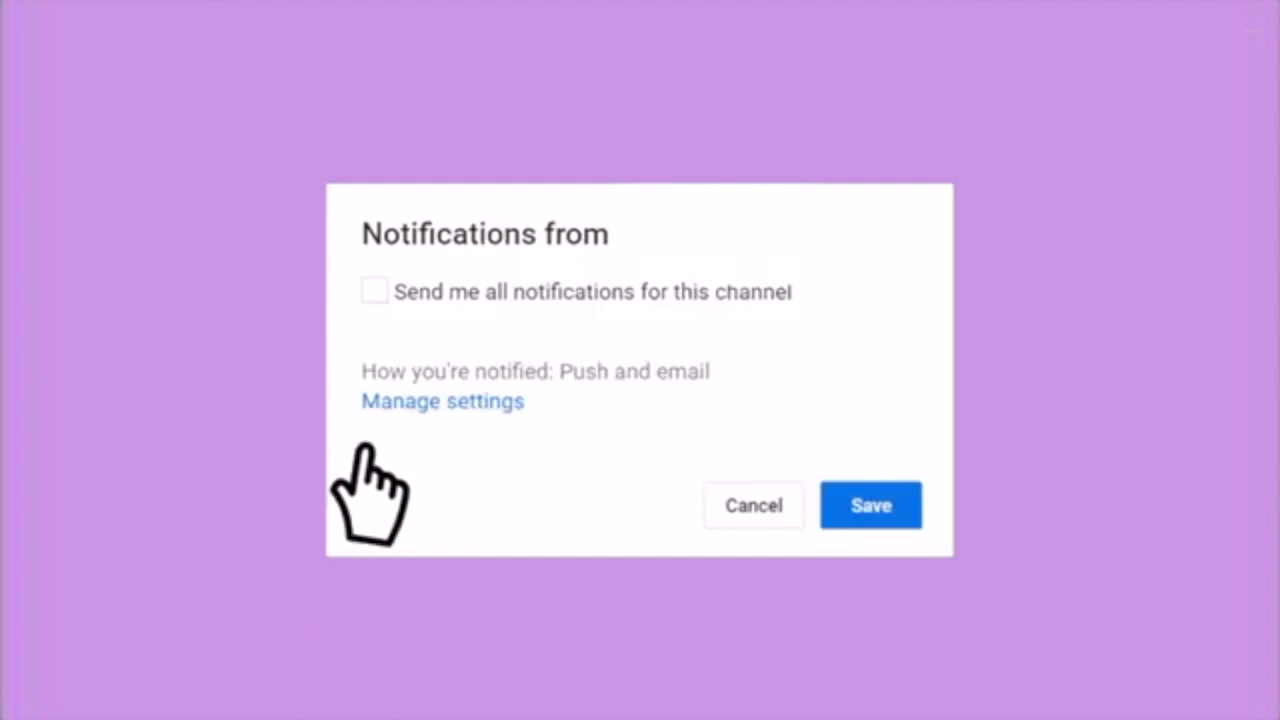 Notifications from
Send me all notifications for this channel
How you're notified: Push and email
Manage settings
Cancel
Save